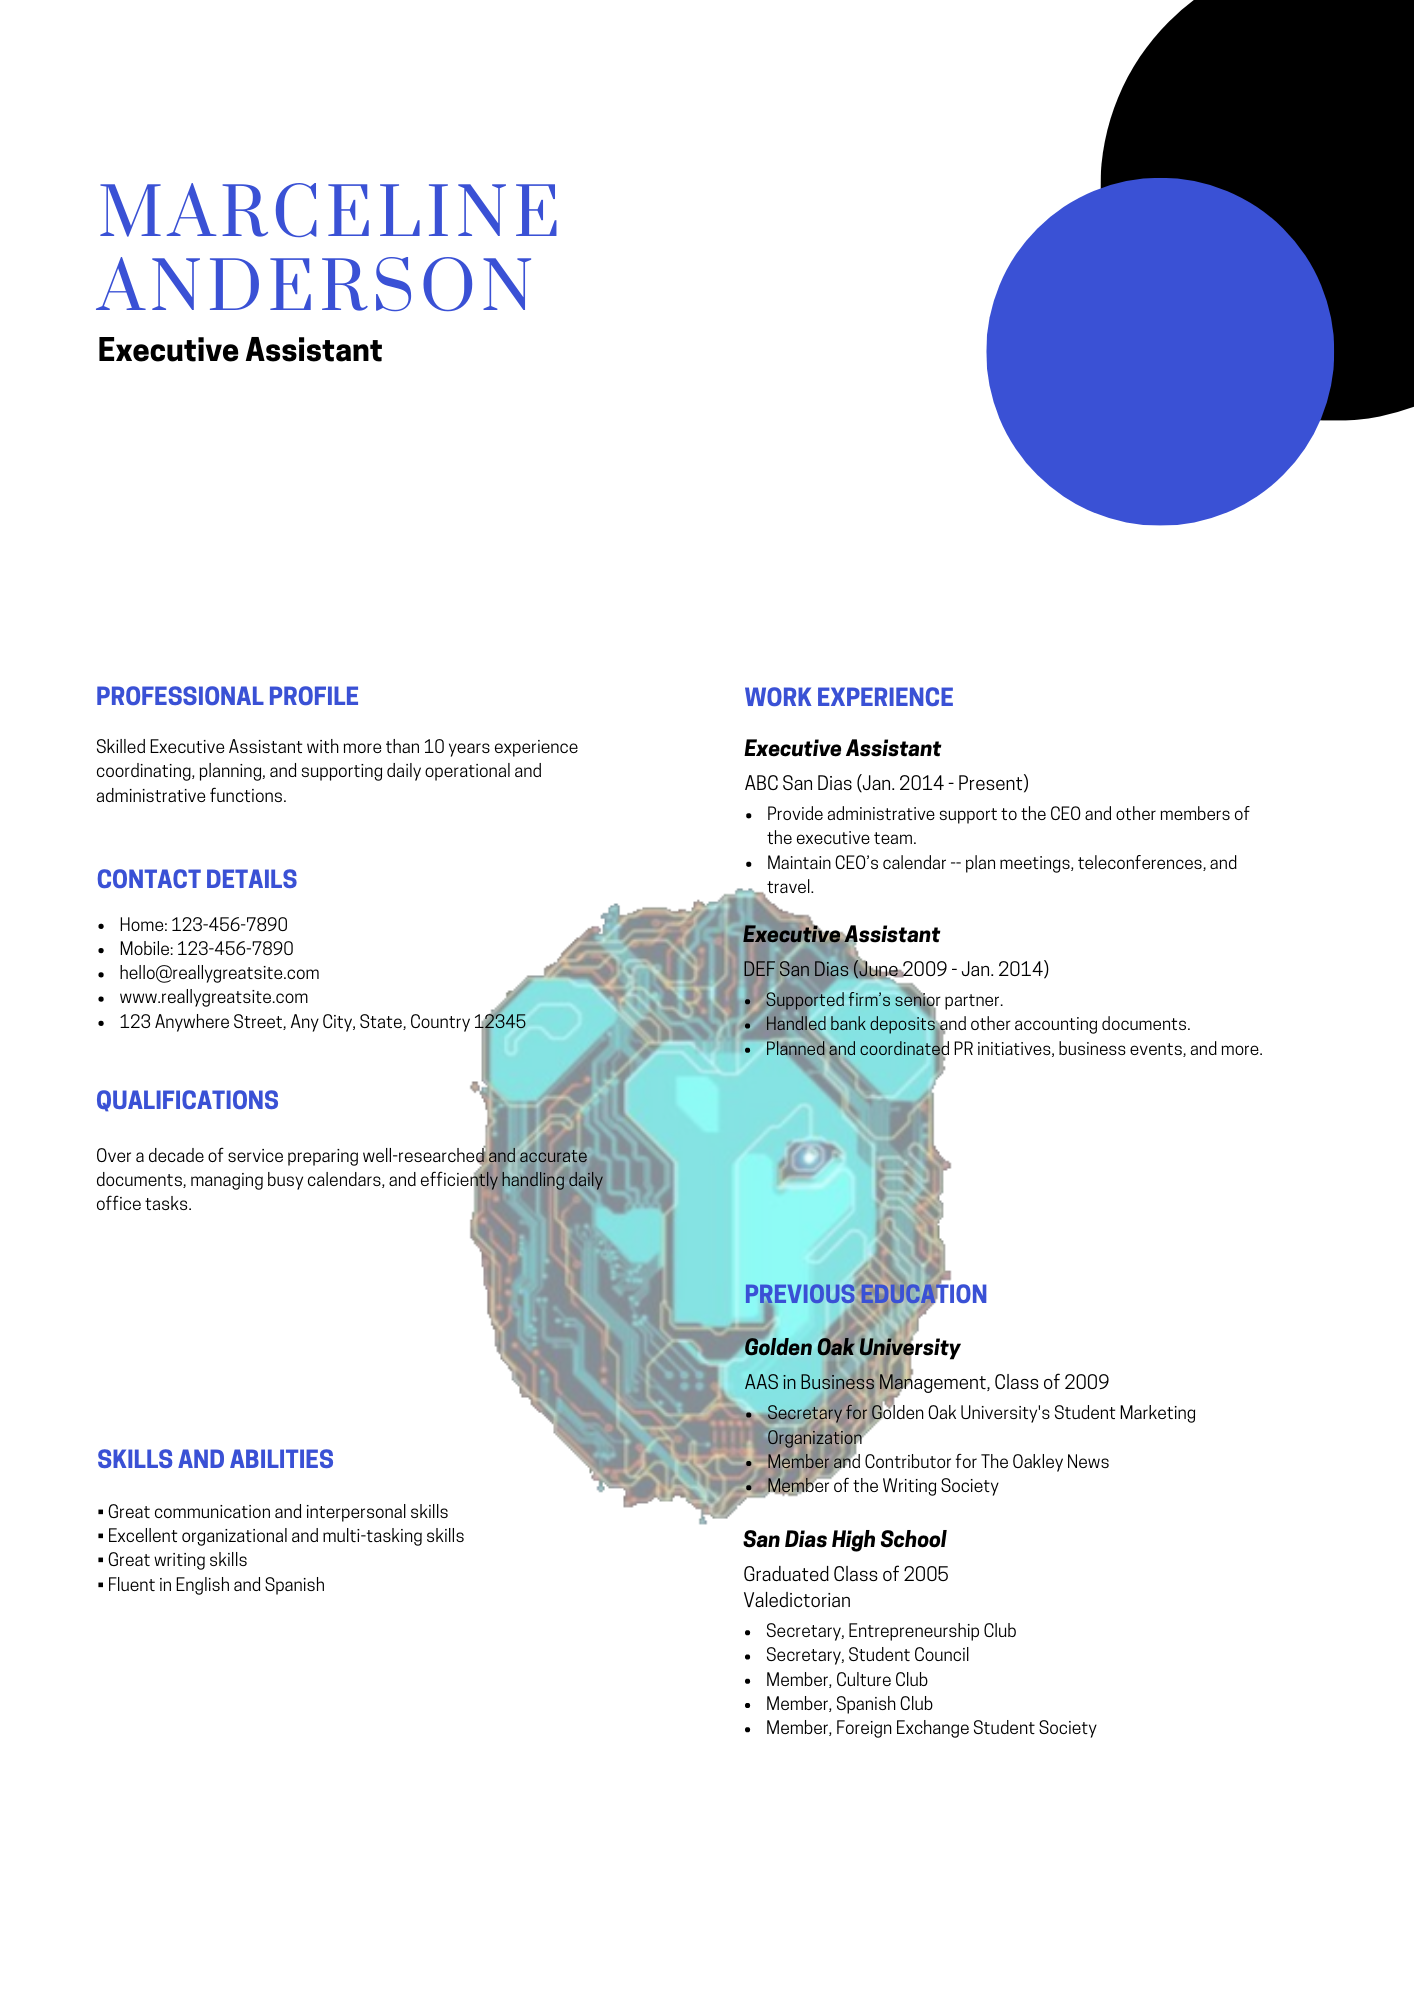 MARCELINE
ANDERSON
Executive Assistant
PROFESSIONAL PROFILE
Skilled Executive Assistant with more than 10 years experience
coordinating, planning, and supporting daily operational and
administrative functions.
CONTACT DETAILS
• Home: 123-456-7890
• Mobile: 123-456-7890
• hello@reallygreatsite.com
• www.reallygreatsite.com
• 123 Anywhere Street, Any City, State, Country 12345
QUALIFICATIONS
Over a decade of service preparing well-researched and accurate
documents, managing busy calendars, and efficiently handling daily
office tasks.
SKILLS AND ABILITIES
▪ Great communication and interpersonal skills
▪ Excellent organizational and multi-tasking skills
▪ Great writing skills
▪ Fluent in English and Spanish
WORK EXPERIENCE
Executive Assistant
ABC San Dias (Jan. 2014 - Present)
• Provide administrative support to the CEO and other members of
the executive team.
• Maintain CEO’s calendar -- plan meetings, teleconferences, and
travel.
Executive Assistant
DEF San Dias (June 2009 - Jan. 2014)
• Supported firm’s senior partner.
• Handled bank deposits and other accounting documents.
• Planned and coordinated PR initiatives, business events, and more.
PREVIOUS EDUCATION
Golden Oak University
AAS in Business Management, Class of 2009
• Secretary for Golden Oak University's Student Marketing
Organization
• Member and Contributor for The Oakley News
• Member of the Writing Society
San Dias High School
Graduated Class of 2005
Valedictorian
• Secretary, Entrepreneurship Club
• Secretary, Student Council
• Member, Culture Club
• Member, Spanish Club
• Member, Foreign Exchange Student Society